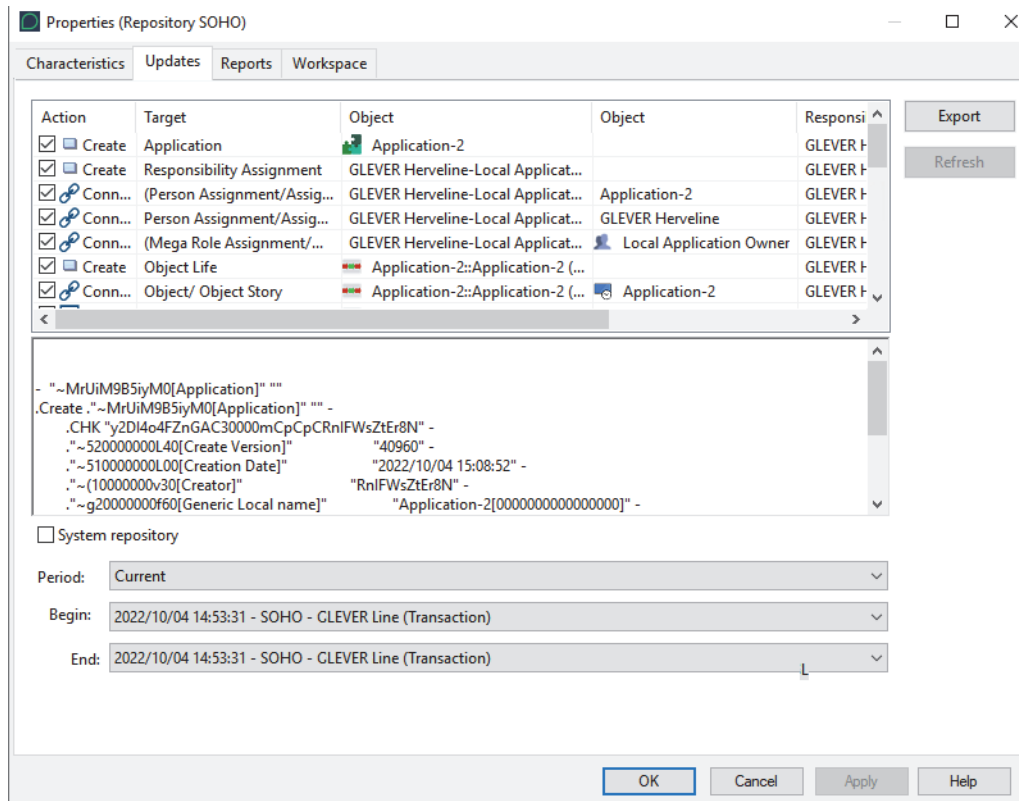 Properties (Repository SOHO)
Characteristics Updates Reports Workspace
Action Target Object Object Responsi
Create Application Application-2 GLEVER H
Create Responsibility Assignment GLEVER Herveline-Local Applicat... GLEVER H
Conn... (Person Assignment/Assig... GLEVER Herveline-Local Applicat... Application-2 GLEVER H
Conn... Person Assignment/Assig... GLEVER Herveline-Local Applicat... GLEVER Herveline GLEVER H
Conn... (Mega Role Assignment/... GLEVER Herveline-Local Applicat... Local Application Owner GLEVER H
Create Object Life Application-2::Application-2 (... GLEVER H
Conn... Object/ Object Story Application-2::Application-2 (... Application-2 GLEVER H
Export
Refresh
- "~MrUiM9B5iyM0[Application]" ""
.Create ."~MrUiM9B5iyM0[Application]" "" -
.CHK "y2Dl4o4FZnGAC30000mCpCpCRnlFWsZtEr8N" -
."~520000000L40[Create Version]" "40960" -
."~510000000L00[Creation Date]" "2022/10/04 15:08:52" -
."~(10000000v30[Creator]" "RnlFWsZtEr8N" -
."~g20000000f60[Generic Local name]" "Application-2[0000000000000000]" -
System repository
Period: Current
Begin: 2022/10/04 14:53:31 - SOHO - GLEVER Line (Transaction)
End: 2022/10/04 14:53:31 - SOHO - GLEVER Line (Transaction)
L
OK Cancel Apply Help